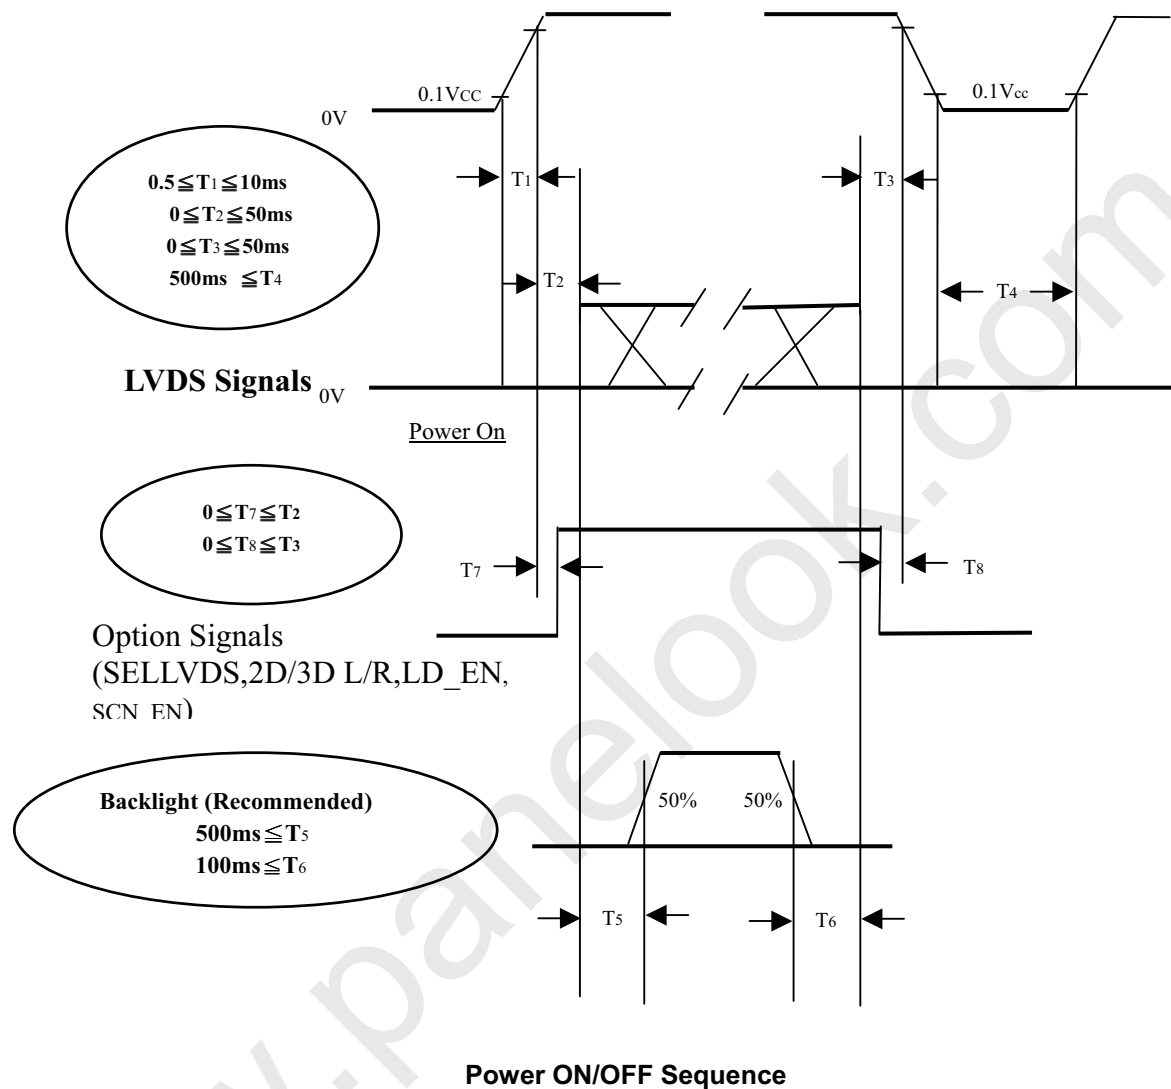 0.1VCC
0.1Vcc
0V
0.5≦T1≦10ms
0≦T2≦50ms
0≦T3≦50ms
500ms ≦T4
T1
T3
T2
T4
LVDS Signals
0V
Power On
0≦T7≦T2
0≦T8≦T3
T7
T8
Option Signals
(SELLVDS,2D/3D L/R,LD_EN,
SCN_EN)
Backlight (Recommended)
500ms≦T5
100ms≦T6
50%
50%
T5
T6
Power ON/OFF Sequence
.panelook.com